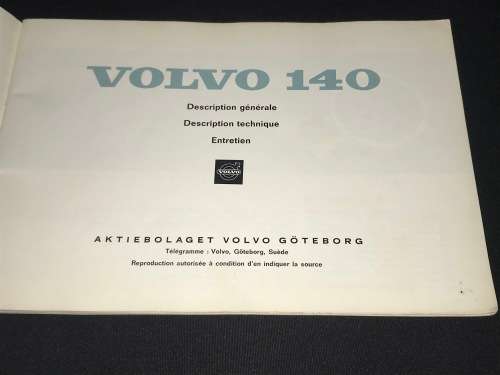 VOLVO 140
Description générale
Description technique
Entretien
VOLVO
AKTIEBOLAGET VOLVO GÖTEBORG
Télégramme : Volvo, Göteborg, Suède
Reproduction autorisée à condition d'en indiquer la source